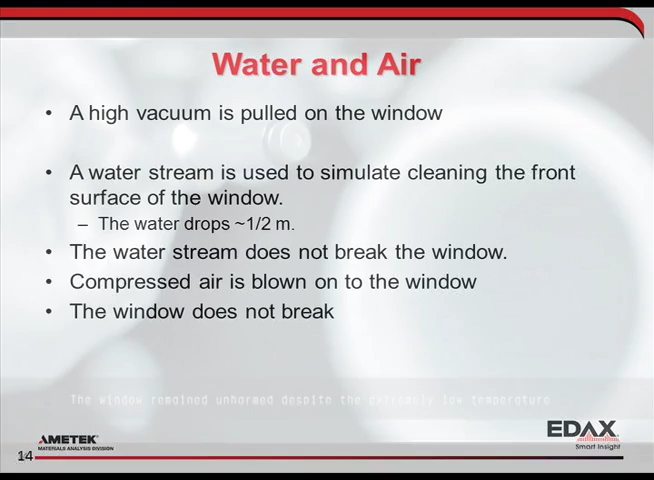 Water and Air
• A high vacuum is pulled on the window
• A water stream is used to simulate cleaning the front
surface of the window.
– The water drops ~1/2 m.
• The water stream does not break the window.
• Compressed air is blown on to the window
• The window does not break
The window remained unharmed despite the extremely low temperature
AMETEK
MATERIALS ANALYSIS DIVISION
14
EDAX
Smart Insight